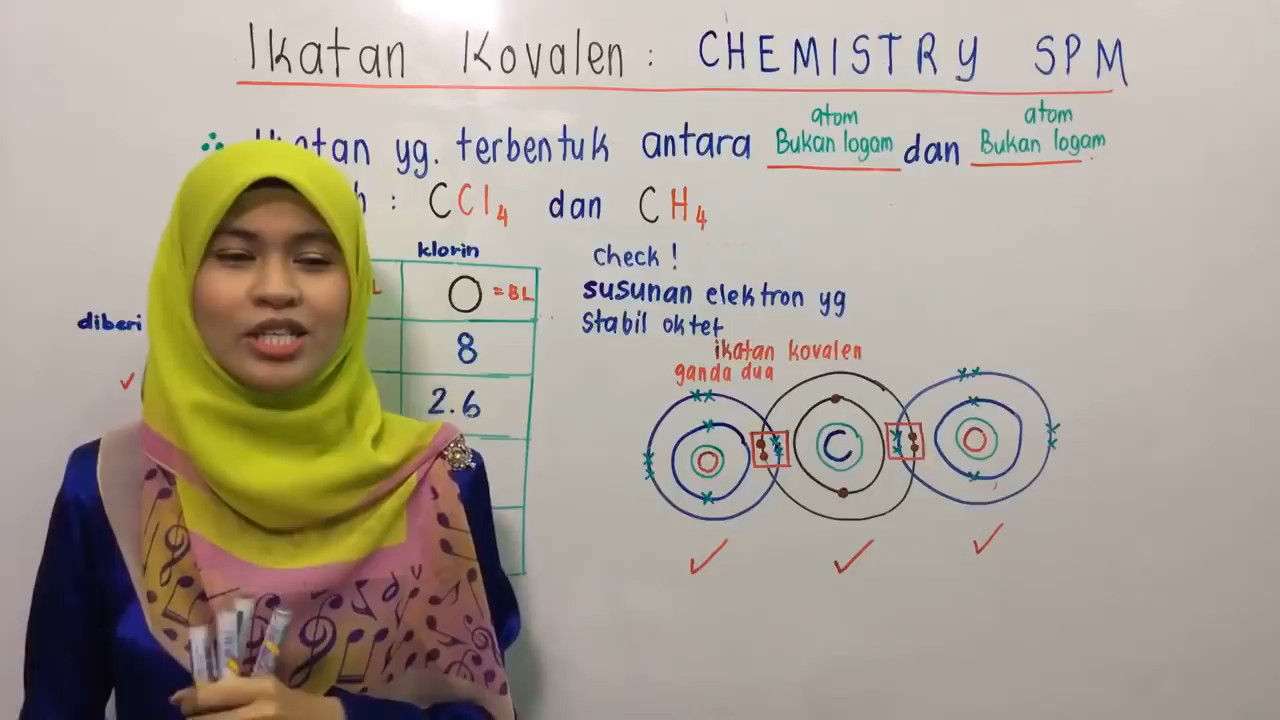 Ikatan Kovalen : CHEMISTRY SPM
atom atom
yg. terbentuk antara Bukan logam dan Bukan logam
: CCl4 dan CH4
klorin
O = BL
diberi
8
2.6
check !
susunan elektron yg
stabil oktet
ikatan kovalen
ganda dua
O C O